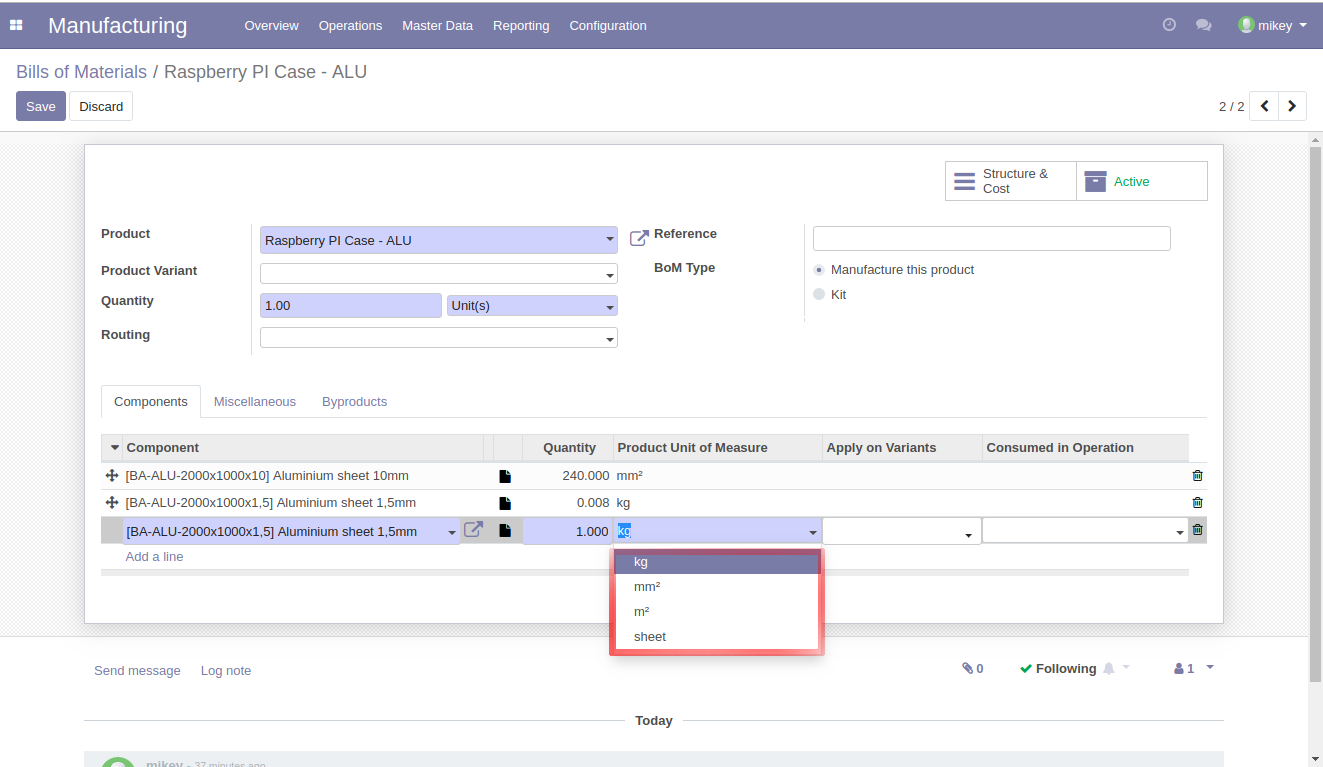 Manufacturing Overview Operations Master Data Reporting Configuration mikey
Bills of Materials / Raspberry PI Case - ALU
Save Discard 2 / 2
Structure & Cost Active
Product Raspberry PI Case - ALU Reference
Product Variant BoM Type Manufacture this product
Quantity 1.00 Unit(s) Kit
Routing
Components Miscellaneous Byproducts
Component Quantity Product Unit of Measure Apply on Variants Consumed in Operation
[BA-ALU-2000x1000x10] Aluminium sheet 10mm 240.000 mm²
[BA-ALU-2000x1000x1,5] Aluminium sheet 1,5mm 0.008 kg
[BA-ALU-2000x1000x1,5] Aluminium sheet 1,5mm 1.000 kg
Add a line
kg
mm²
m²
sheet
Send message Log note 0 Following 1
Today
mikey - 37 minutes ago